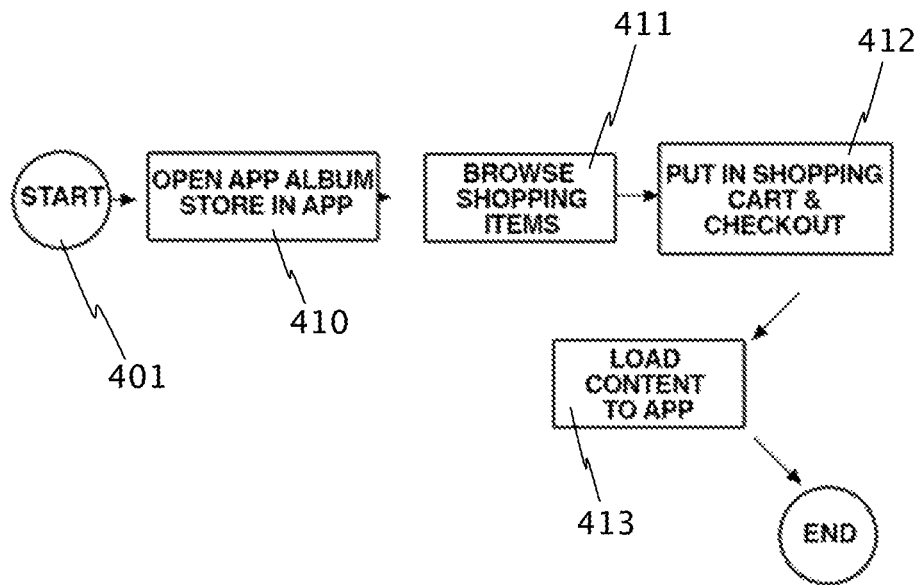 411
412
START
OPEN APP ALBUM
STORE IN APP
BROWSE
SHOPPING
ITEMS
PUT IN SHOPPING
CART &
CHECKOUT
410
401
LOAD
CONTENT
TO APP
413
END